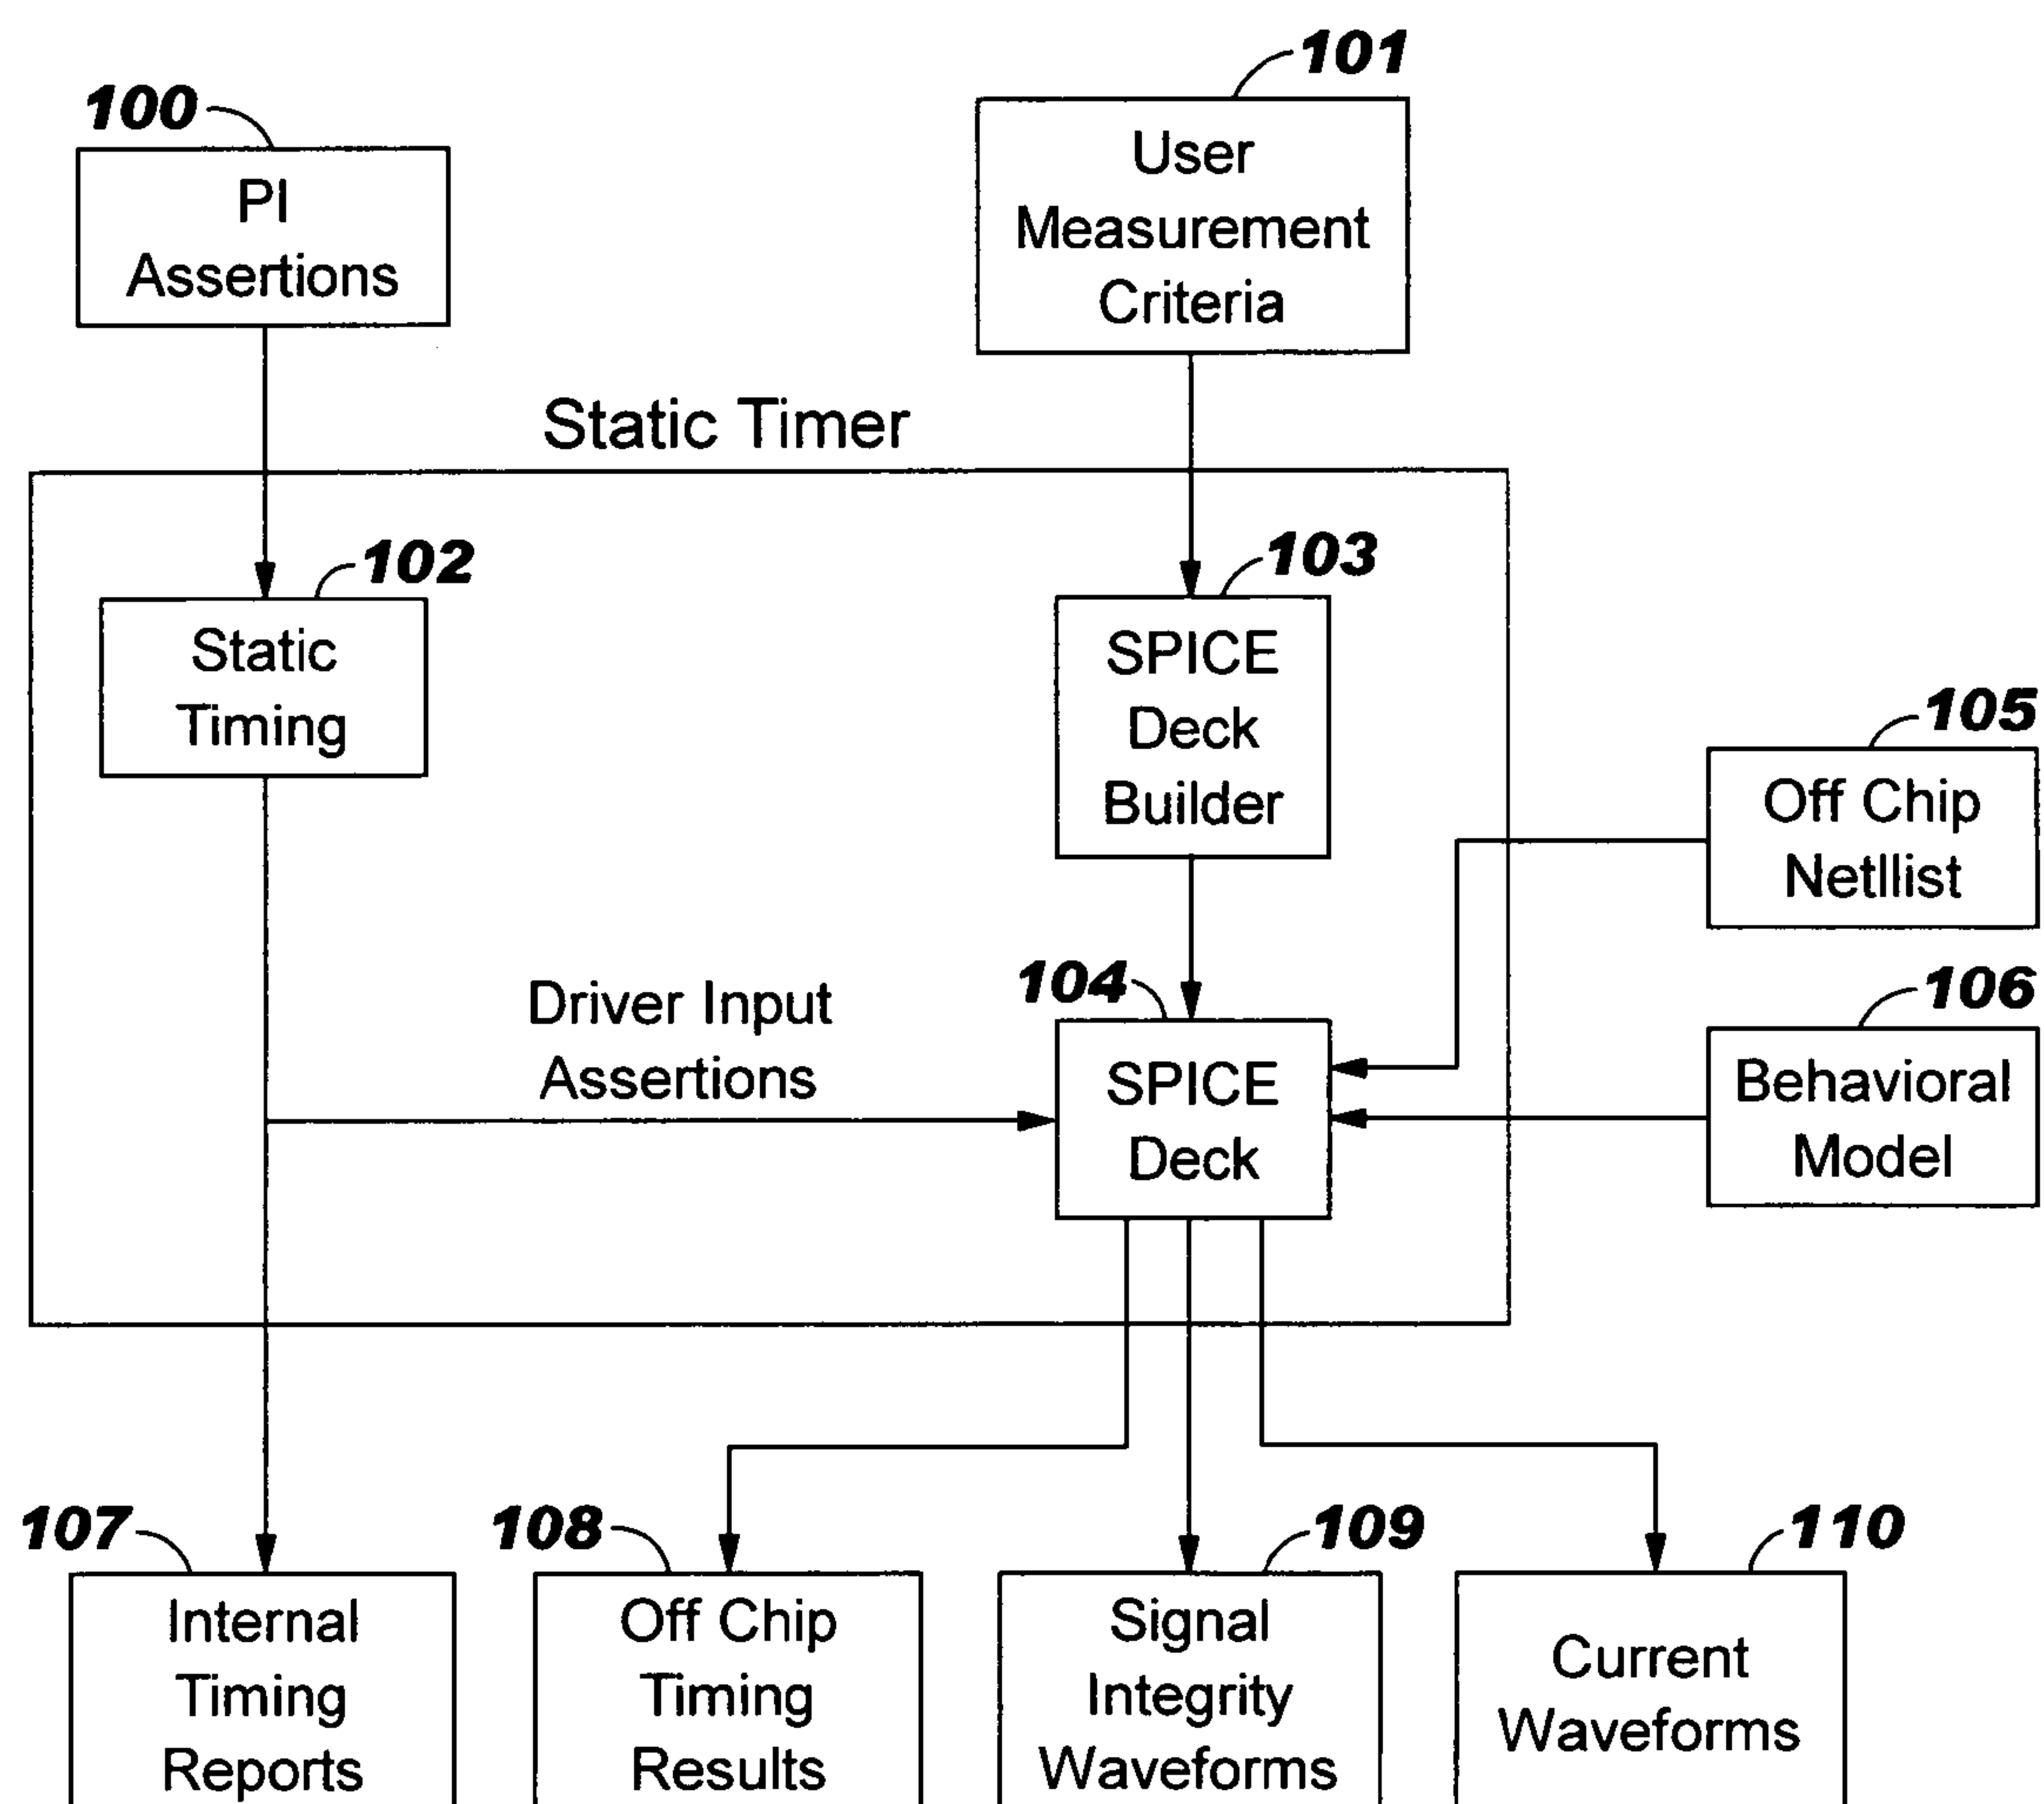 101
100
User
Measurement
Criteria
PI
Assertions
Static Timer
102
103
Static
Timing
SPICE
Deck
Builder
105
Off Chip
Netllist
Driver Input
Assertions
104
SPICE
Deck
106
Behavioral
Model
107
108
109
110
Internal
Timing
Reports
Off Chip
Timing
Results
Signal
Integrity
Waveforms
Current
Waveforms